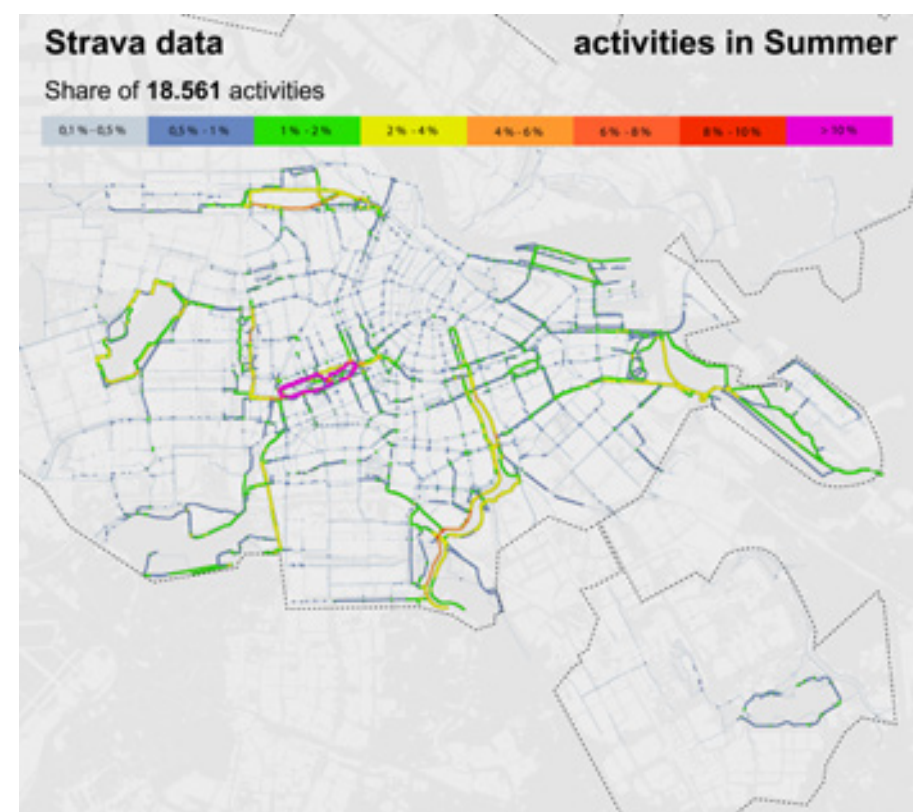 Strava data
activities in Summer
Share of 18.561 activities
0,1 % - 0,5 % 0,5 % - 1 % 1 % - 2 % 2 % - 4 % 4 % - 6 % 6 % - 8 % 8 % - 10 % > 10 %